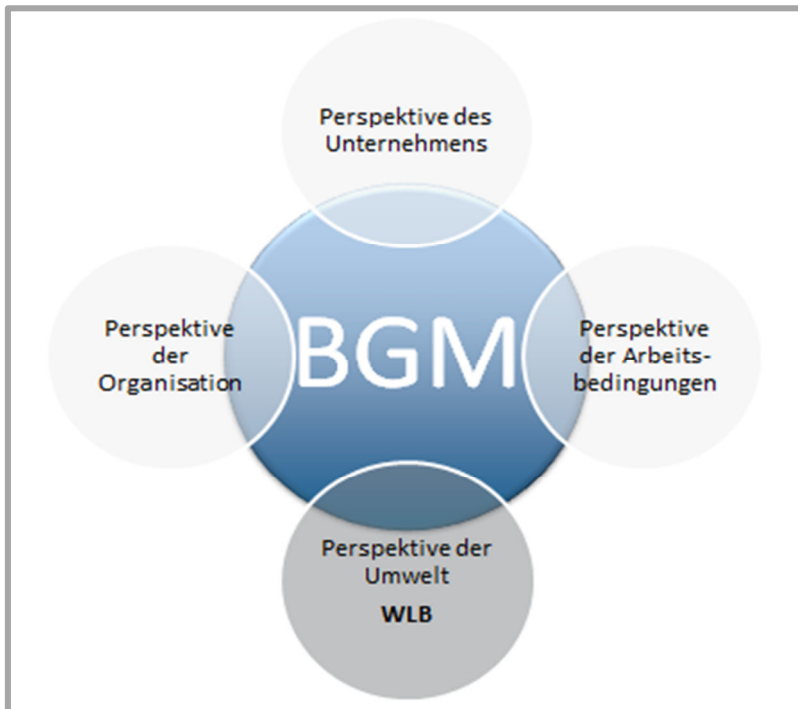 Perspektive des
Unternehmens
Perspektive
der
Organisation
BGM
Perspektive
der Arbeits-
bedingungen
Perspektive der
Umwelt
WLB